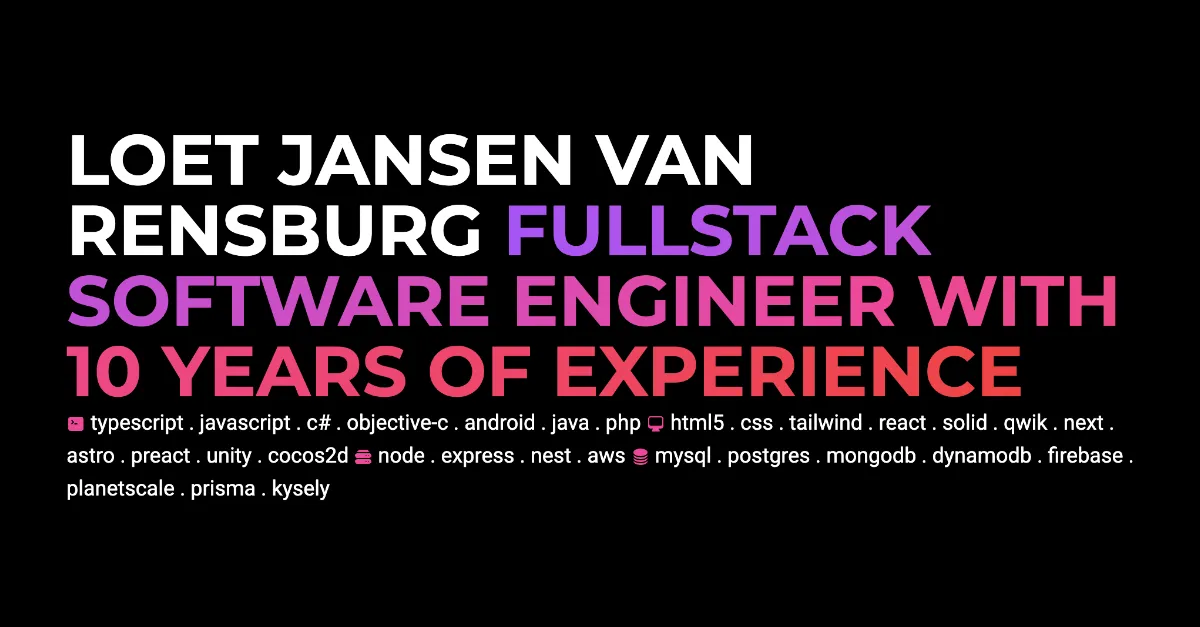 LOET JANSEN VAN
RENSBURG FULLSTACK
SOFTWARE ENGINEER WITH
10 YEARS OF EXPERIENCE
typescript . javascript . c# . objective-c . android . java . php html5 . css . tailwind . react . solid . qwik . next .
astro . preact . unity . cocos2d node . express . nest . aws mysql . postgres . mongodb . dynamodb . firebase .
planetscale . prisma . kysely